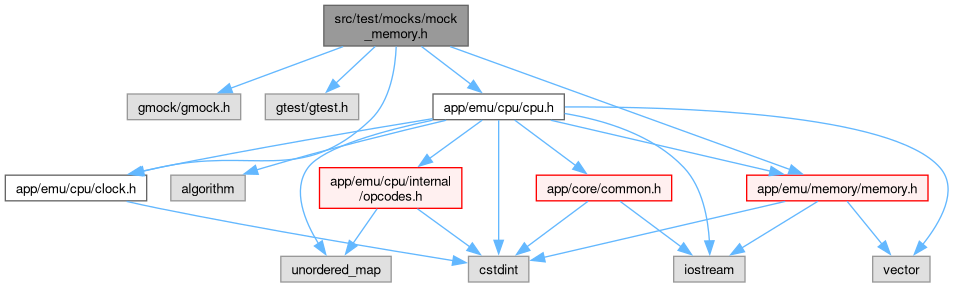 src/test/mocks/mock
_memory.h
gmock/gmock.h
gtest/gtest.h
app/emu/cpu/cpu.h
app/emu/cpu/clock.h
algorithm
app/emu/cpu/internal
/opcodes.h
app/core/common.h
app/emu/memory/memory.h
unordered_map
cstdint
iostream
vector